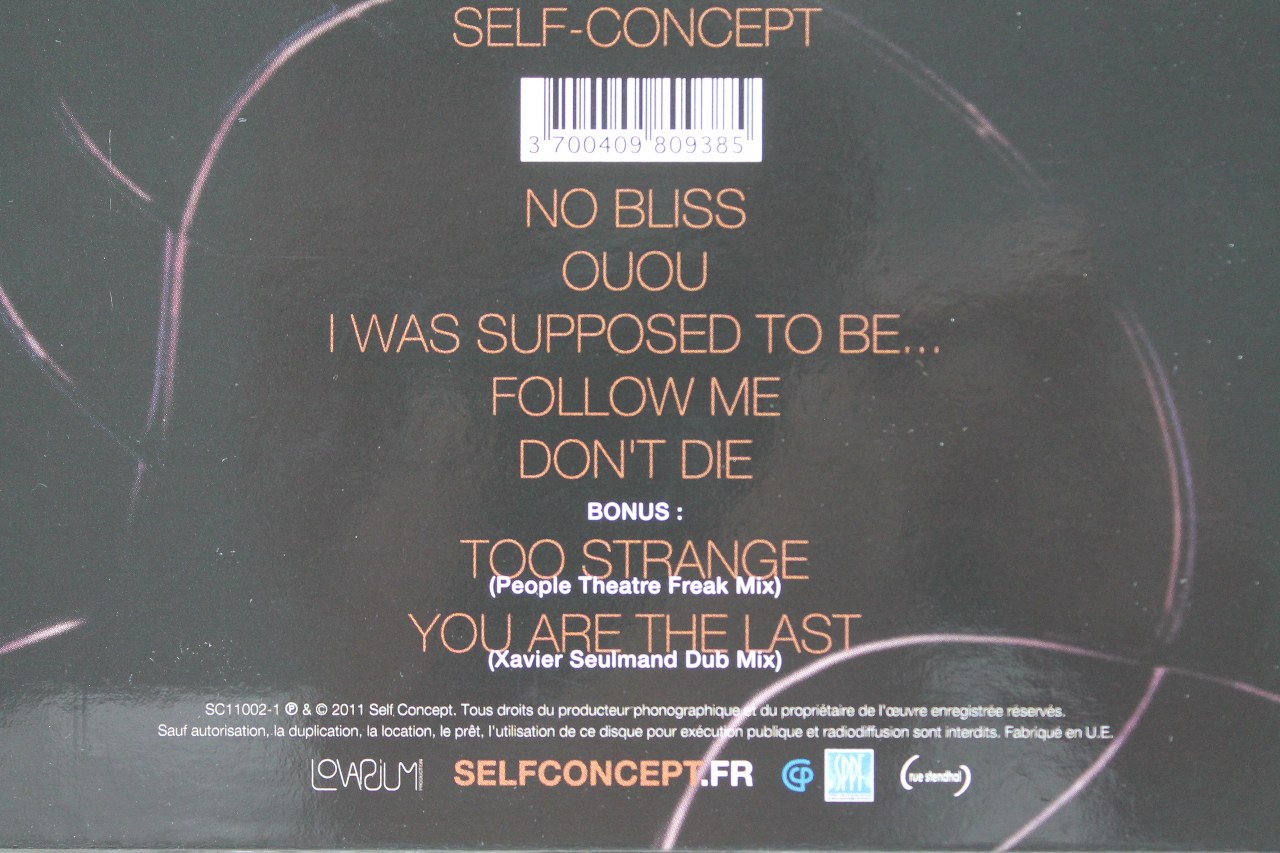 SELF-CONCEPT
3 700409 809385
NO BLISS
OUOU
I WAS SUPPOSED TO BE...
FOLLOW ME
DON'T DIE
BONUS :
TOO STRANGE
(People Theatre Freak Mix)
YOU ARE THE LAST
(Xavier Seulmand Dub Mix)
SC11002-1 ℗ & © 2011 Self Concept. Tous droits du producteur phonographique et du propriétaire de l'œuvre enregistrée réservés.
Sauf autorisation, la duplication, la location, le prêt, l'utilisation de ce disque pour exécution publique et radiodiffusion sont interdits. Fabriqué en U.E.
LOVARIUM SELFCONCEPT.FR SPPF (rue stendhal)